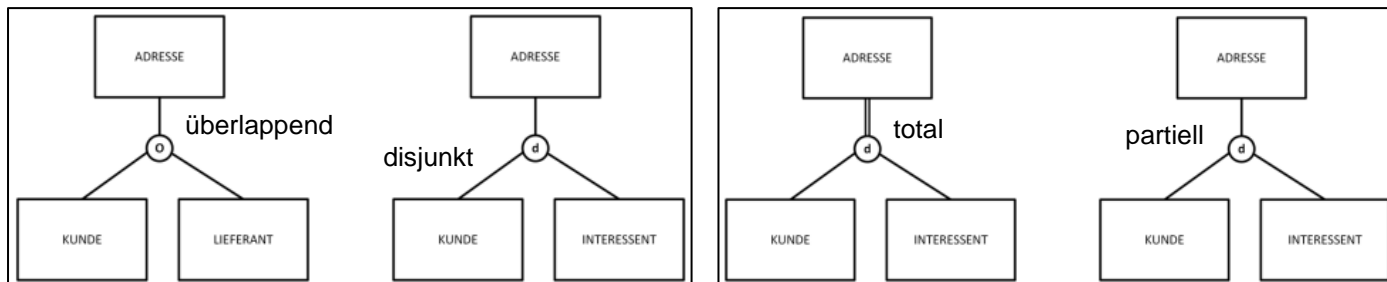 ADRESSE
ADRESSE
überlappend
O
disjunkt
d
KUNDE
LIEFERANT
KUNDE
INTERESSENT
ADRESSE
ADRESSE
total
d
partiell
d
KUNDE
INTERESSENT
KUNDE
INTERESSENT